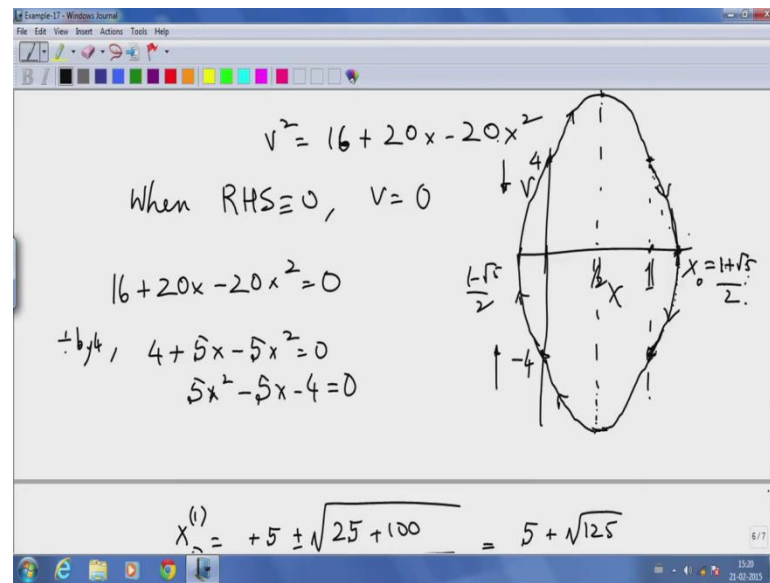 Example-17 - Windows Journal
File Edit View Insert Actions Tools Help
B I
v² = 16 + 20x - 20x²
When RHS ≡ 0, v = 0
16 + 20x - 20x² = 0
÷ by 4, 4 + 5x - 5x² = 0
5x² - 5x - 4 = 0
4
v
(1-√5)/2
1/2
1
x
x₀ = (1+√5)/2
-4
x⁽¹⁾ = +5 ± √(25 + 100) = 5 + √125
6/7
15:20
21-02-2015